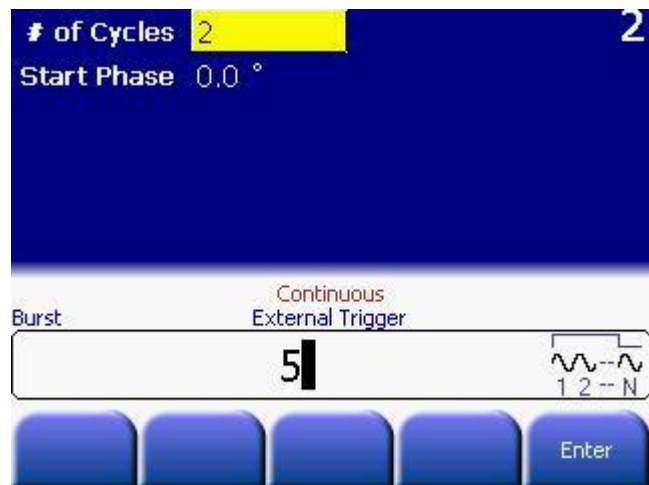 # of Cycles 2 2
Start Phase 0.0 °
Continuous
Burst External Trigger
5
1 2 -- N
Enter